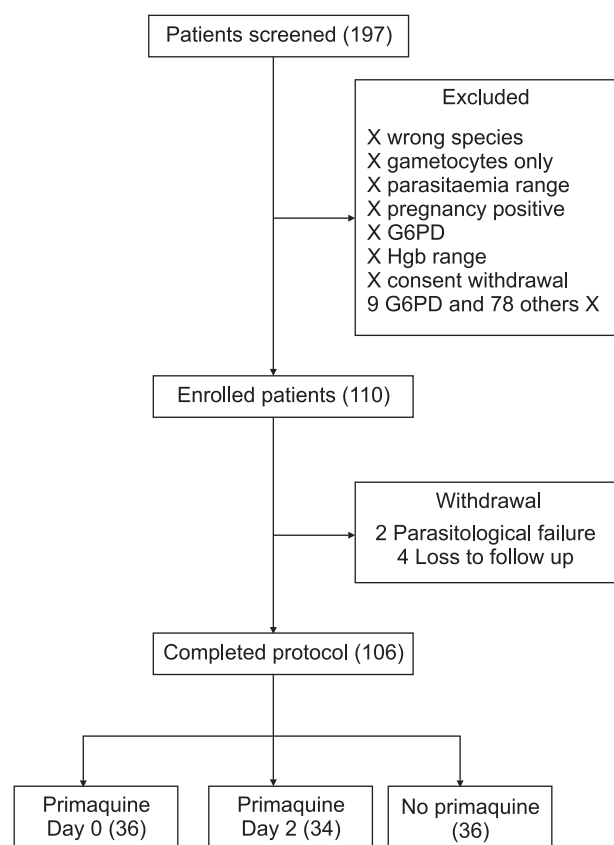 Patients screened (197)
Excluded
X wrong species
X gametocytes only
X parasitaemia range
X pregnancy positive
X G6PD
X Hgb range
X consent withdrawal
9 G6PD and 78 others X
Enrolled patients (110)
Withdrawal
2 Parasitological failure
4 Loss to follow up
Completed protocol (106)
Primaquine
Day 0 (36)
Primaquine
Day 2 (34)
No primaquine
(36)